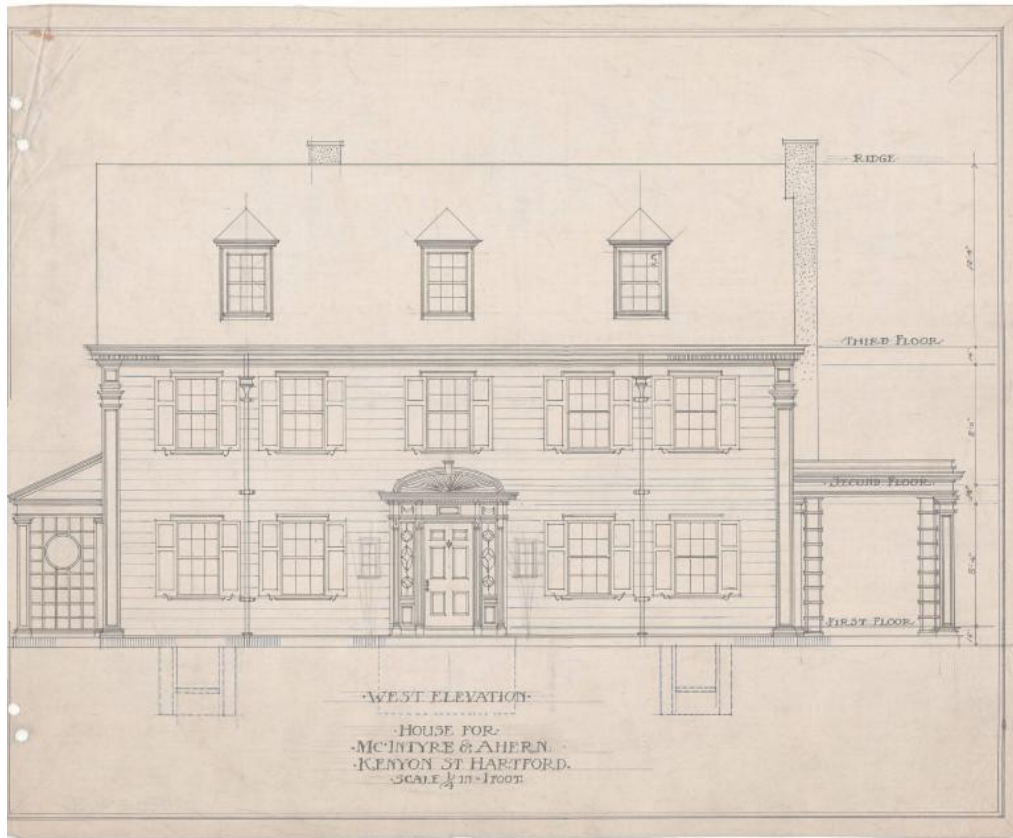 RIDGE
THIRD FLOOR
SECOND FLOOR.
FIRST FLOOR
·WEST ELEVATION·
·HOUSE FOR·
·MCINTYRE & AHERN.
·KENYON ST HARTFORD.
·SCALE 1/4 IN = 1 FOOT.